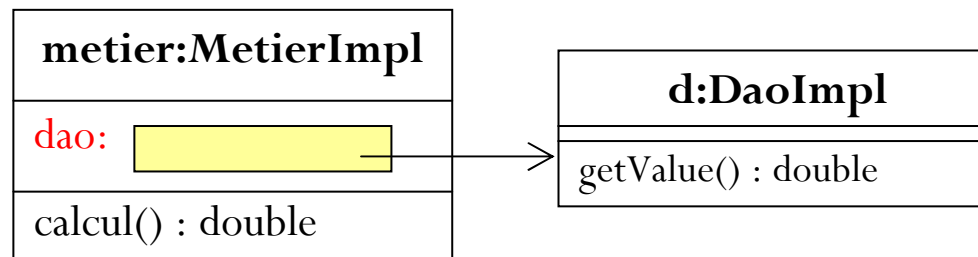 metier:MetierImpl
dao:
calcul() : double
d:DaoImpl
getValue() : double